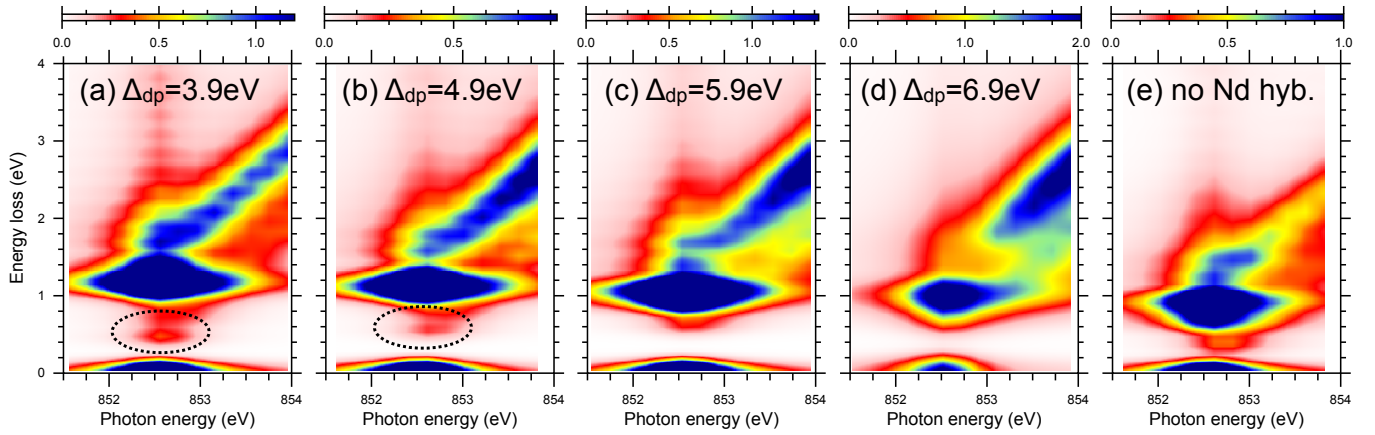 0.0 0.5 1.0
0.0 0.5
0.0 0.5 1.0
0.0 1.0 2.0
0.0 0.5 1.0
(a) Δdp=3.9eV
(b) Δdp=4.9eV
(c) Δdp=5.9eV
(d) Δdp=6.9eV
(e) no Nd hyb.
4
3
2
1
0
Energy loss (eV)
852 853 854
852 853 854
852 853 854
852 853 854
852 853 854
Photon energy (eV)
Photon energy (eV)
Photon energy (eV)
Photon energy (eV)
Photon energy (eV)